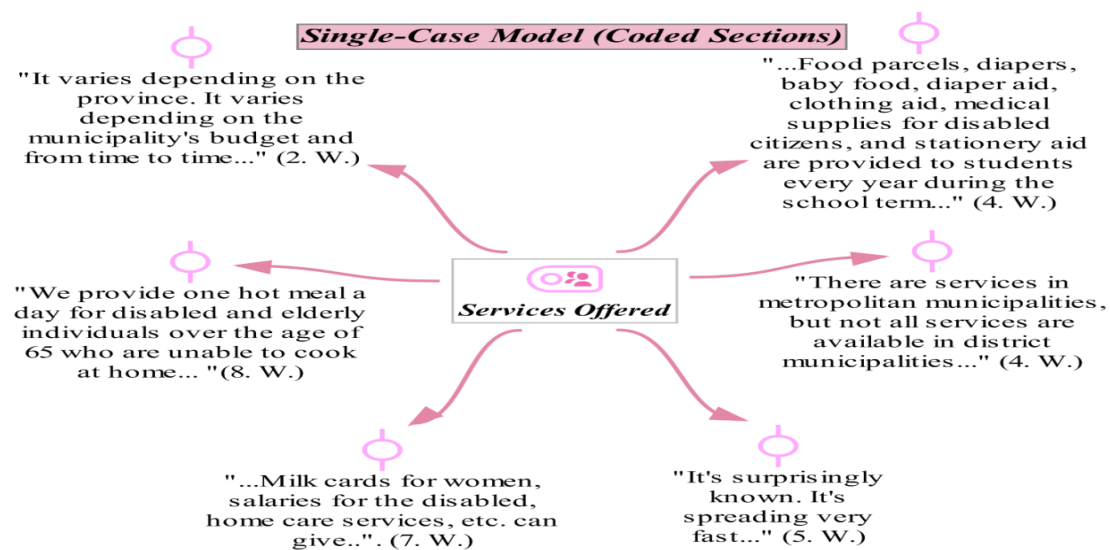 Single-Case Model (Coded Sections)
"It varies depending on the
province. It varies
depending on the
municipality's budget and
from time to time..." (2. W.)
"...Food parcels, diapers,
baby food, diaper aid,
clothing aid, medical
supplies for disabled
citizens, and stationery aid
are provided to students
every year during the
school term..." (4. W.)
"We provide one hot meal a
day for disabled and elderly
individuals over the age of
65 who are unable to cook
at home... "(8. W.)
Services Offered
"There are services in
metropolitan municipalities,
but not all services are
available in district
municipalities..." (4. W.)
"...Milk cards for women,
salaries for the disabled,
home care services, etc. can
give..". (7. W.)
"It's surprisingly
known. It's
spreading very
fast..." (5. W.)